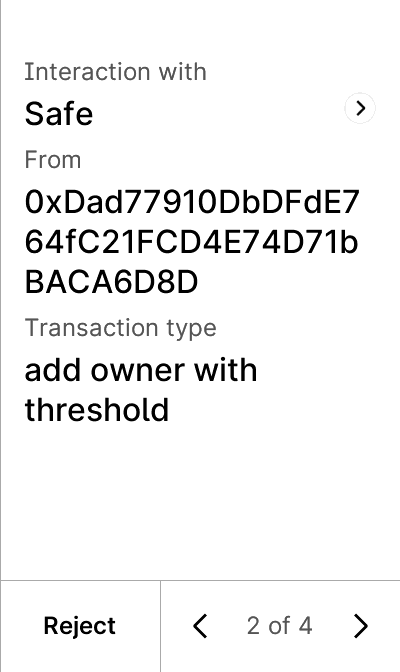 Interaction with
Safe
From
0xDad77910DbDFdE7
64fC21FCD4E74D71b
BACA6D8D
Transaction type
add owner with
threshold
Reject
2 of 4